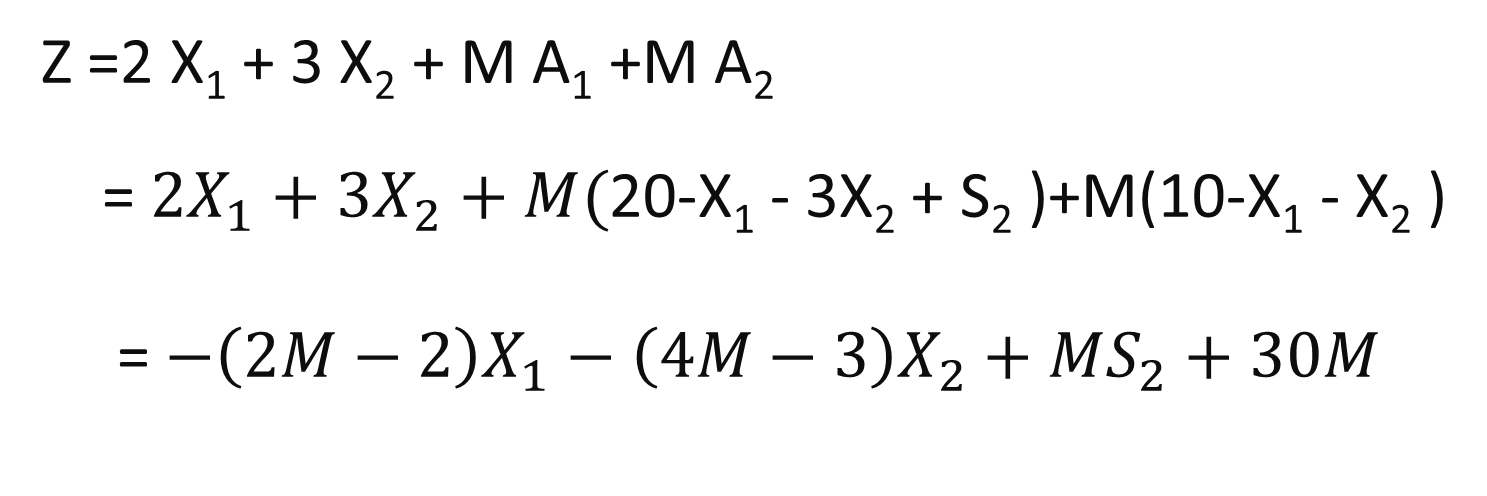 Z =2 X₁ + 3 X₂ + M A₁ +M A₂
= 2X₁ + 3X₂ + M(20-X₁ - 3X₂ + S₂ )+M(10-X₁ - X₂ )
= −(2M − 2)X₁ − (4M − 3)X₂ + MS₂ + 30M